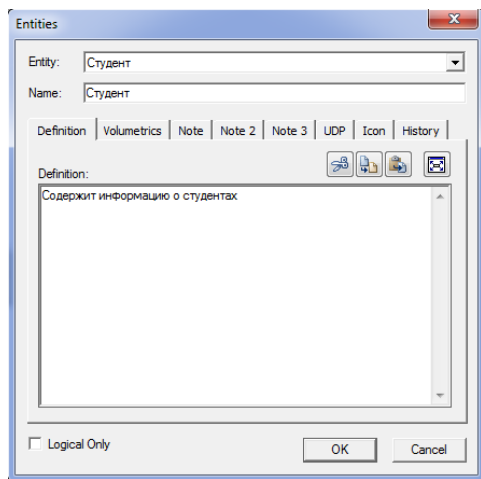 Entities
Entity: Студент
Name: Студент
Definition Volumetrics Note Note 2 Note 3 UDP Icon History
Definition:
Содержит информацию о студентах
Logical Only OK Cancel